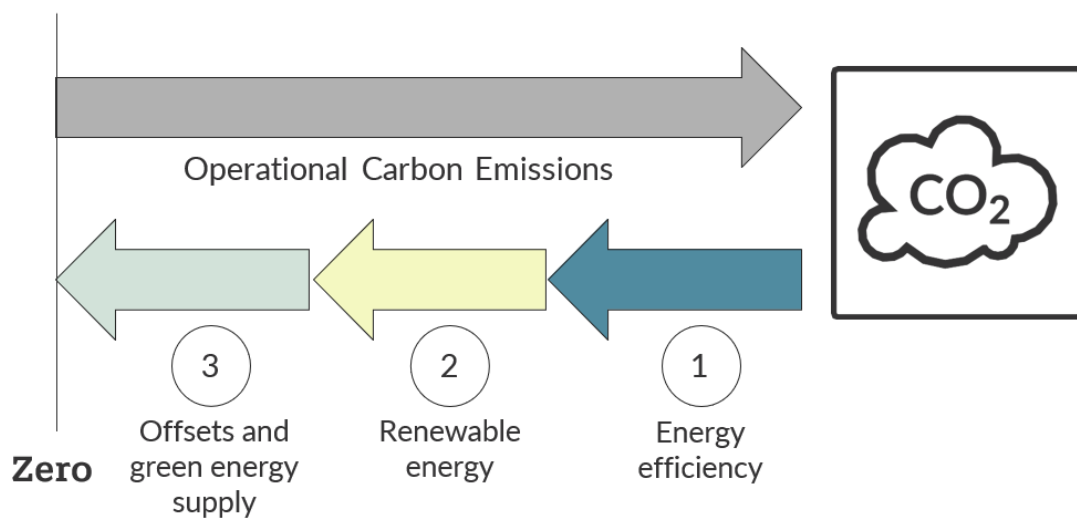 Operational Carbon Emissions
CO₂
3
2
1
Offsets and
green energy
supply
Renewable
energy
Energy
efficiency
Zero